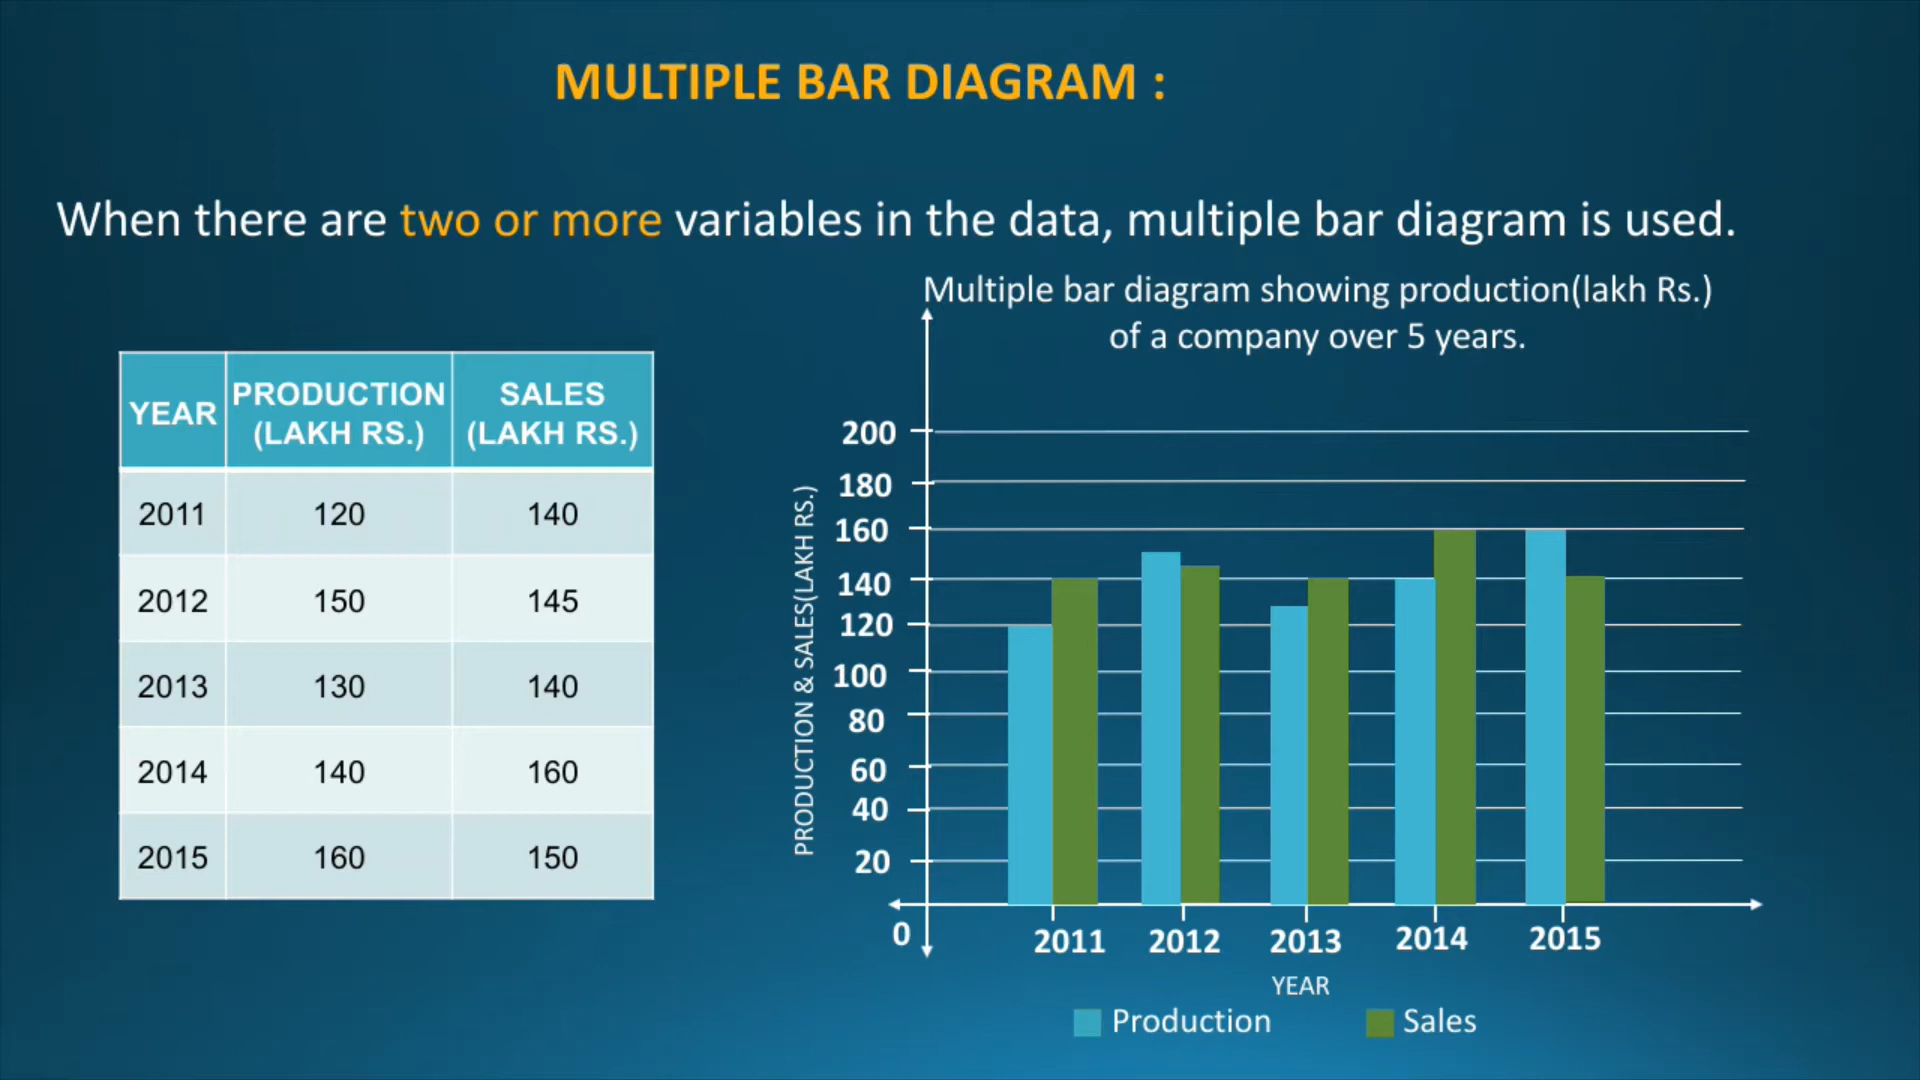 MULTIPLE BAR DIAGRAM :
When there are two or more variables in the data, multiple bar diagram is used.
YEAR PRODUCTION (LAKH RS.) SALES (LAKH RS.)
2011 120 140
2012 150 145
2013 130 140
2014 140 160
2015 160 150
Multiple bar diagram showing production(lakh Rs.)
of a company over 5 years.
PRODUCTION & SALES(LAKH RS.)
200
180
160
140
120
100
80
60
40
20
0
2011 2012 2013 2014 2015
YEAR
Production Sales